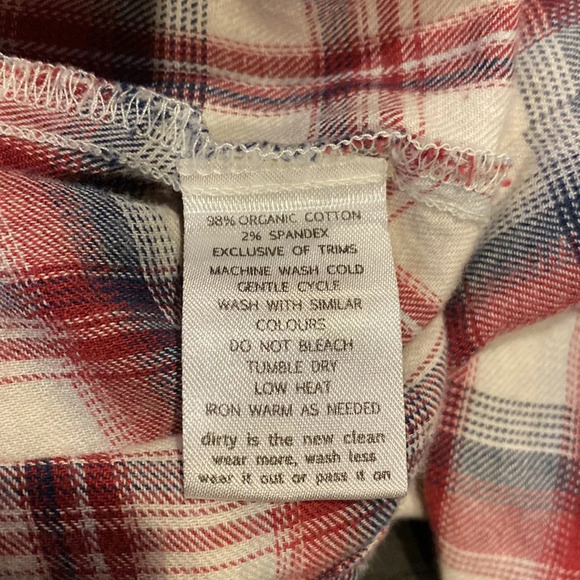 98% ORGANIC COTTON
2% SPANDEX
EXCLUSIVE OF TRIMS
MACHINE WASH COLD
GENTLE CYCLE
WASH WITH SIMILAR
COLOURS
DO NOT BLEACH
TUMBLE DRY
LOW HEAT
IRON WARM AS NEEDED
dirty is the new clean
wear more, wash less
wear it out or pass it on